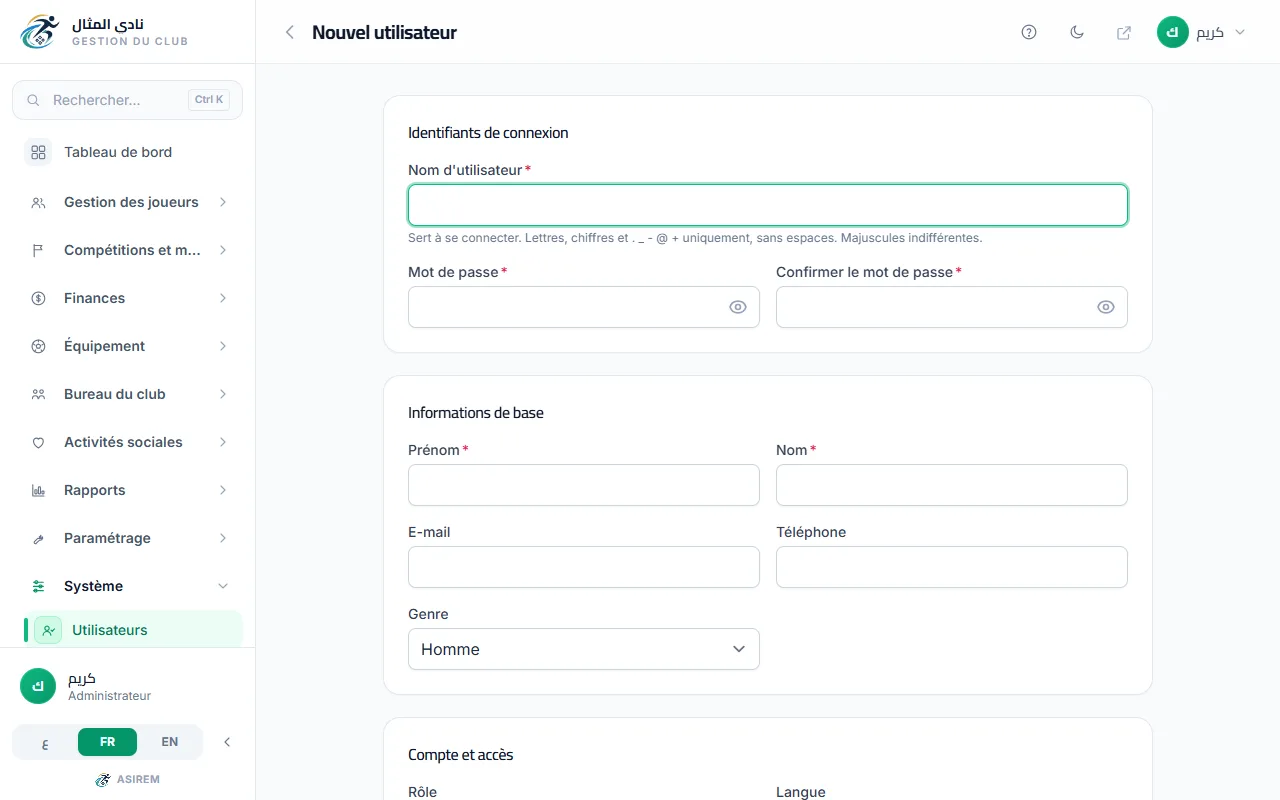 نادي المثال
GESTION DU CLUB
Nouvel utilisateur
ك
كريم
Rechercher...
Ctrl K
Tableau de bord
Gestion des joueurs
Compétitions et m...
Finances
Équipement
Bureau du club
Activités sociales
Rapports
Paramétrage
Système
Utilisateurs
ك
كريم
Administrateur
ع
FR
EN
ASIREM
Identifiants de connexion
Nom d'utilisateur *
Sert à se connecter. Lettres, chiffres et . _ - @ + uniquement, sans espaces. Majuscules indifférentes.
Mot de passe *
Confirmer le mot de passe *
Informations de base
Prénom *
Nom *
E-mail
Téléphone
Genre
Homme
Compte et accès
Rôle
Langue